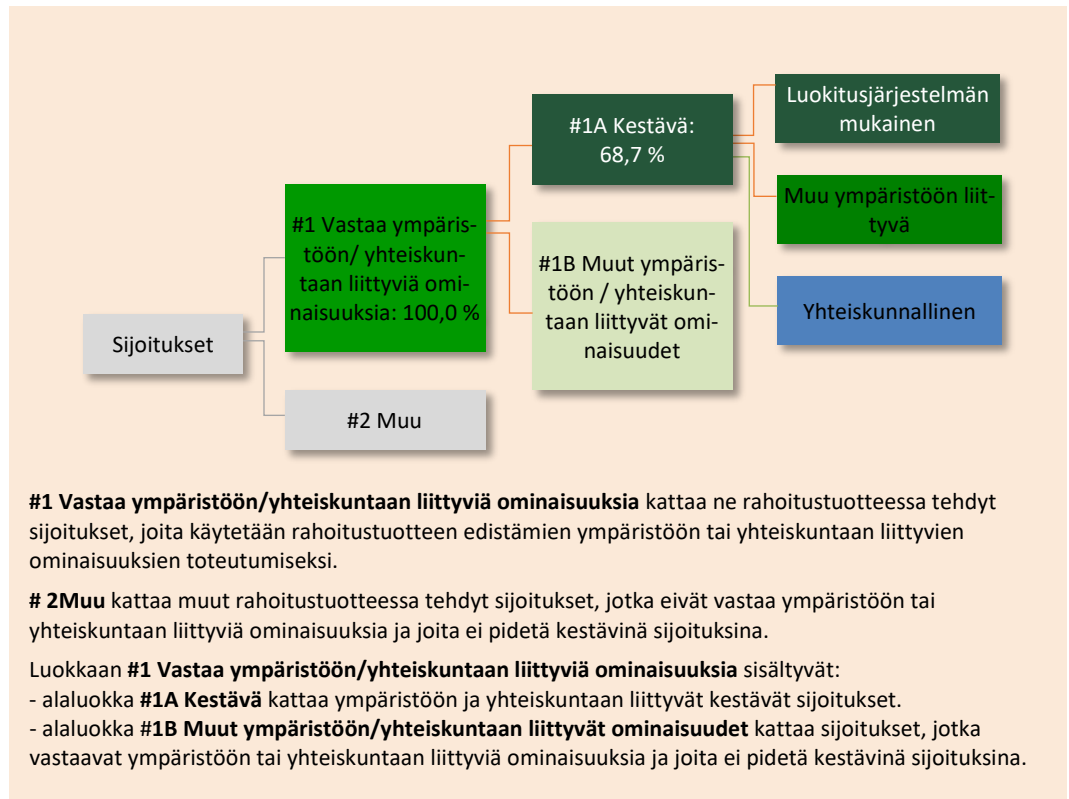 Luokitusjärjestelmän
mukainen
#1A Kestävä:
68,7 %
Muu ympäristöön liit-
tyvä
#1 Vastaa ympäris-
töön/ yhteiskun-
taan liittyviä omi-
naisuuksia: 100,0 %
#1B Muut ympäris-
töön / yhteiskun-
taan liittyvät omi-
naisuudet
Yhteiskunnallinen
Sijoitukset
#2 Muu
#1 Vastaa ympäristöön/yhteiskuntaan liittyviä ominaisuuksia kattaa ne rahoitustuotteessa tehdyt
sijoitukset, joita käytetään rahoitustuotteen edistämien ympäristöön tai yhteiskuntaan liittyvien
ominaisuuksien toteutumiseksi.
# 2Muu kattaa muut rahoitustuotteessa tehdyt sijoitukset, jotka eivät vastaa ympäristöön tai
yhteiskuntaan liittyviä ominaisuuksia ja joita ei pidetä kestävinä sijoituksina.
Luokkaan #1 Vastaa ympäristöön/yhteiskuntaan liittyviä ominaisuuksia sisältyvät:
- alaluokka #1A Kestävä kattaa ympäristöön ja yhteiskuntaan liittyvät kestävät sijoitukset.
- alaluokka #1B Muut ympäristöön/yhteiskuntaan liittyvät ominaisuudet kattaa sijoitukset, jotka
vastaavat ympäristöön tai yhteiskuntaan liittyviä ominaisuuksia ja joita ei pidetä kestävinä sijoituksina.